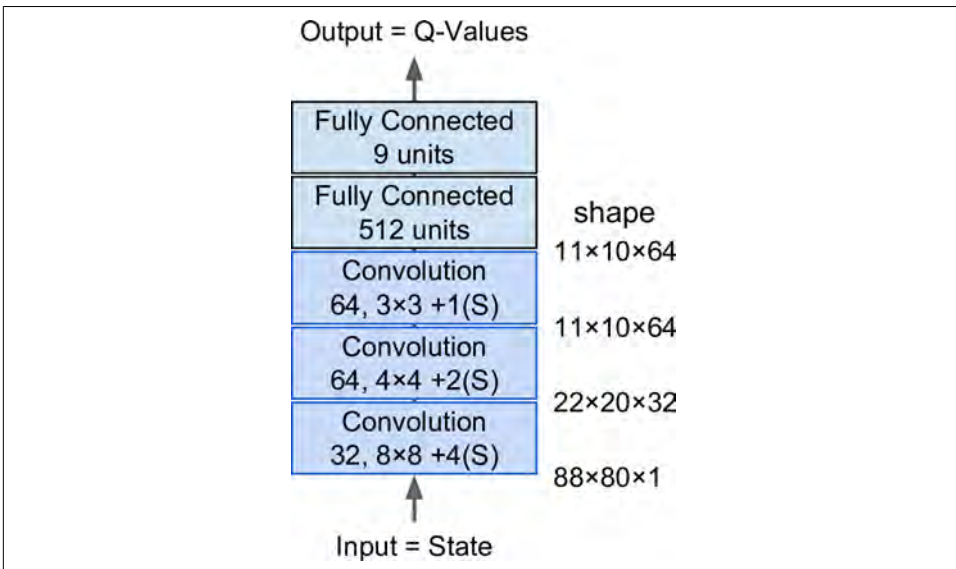 Output = Q-Values
Fully Connected
9 units
Fully Connected
512 units
shape
11×10×64
Convolution
64, 3×3 +1(S)
11×10×64
Convolution
64, 4×4 +2(S)
22×20×32
Convolution
32, 8×8 +4(S)
88×80×1
Input = State